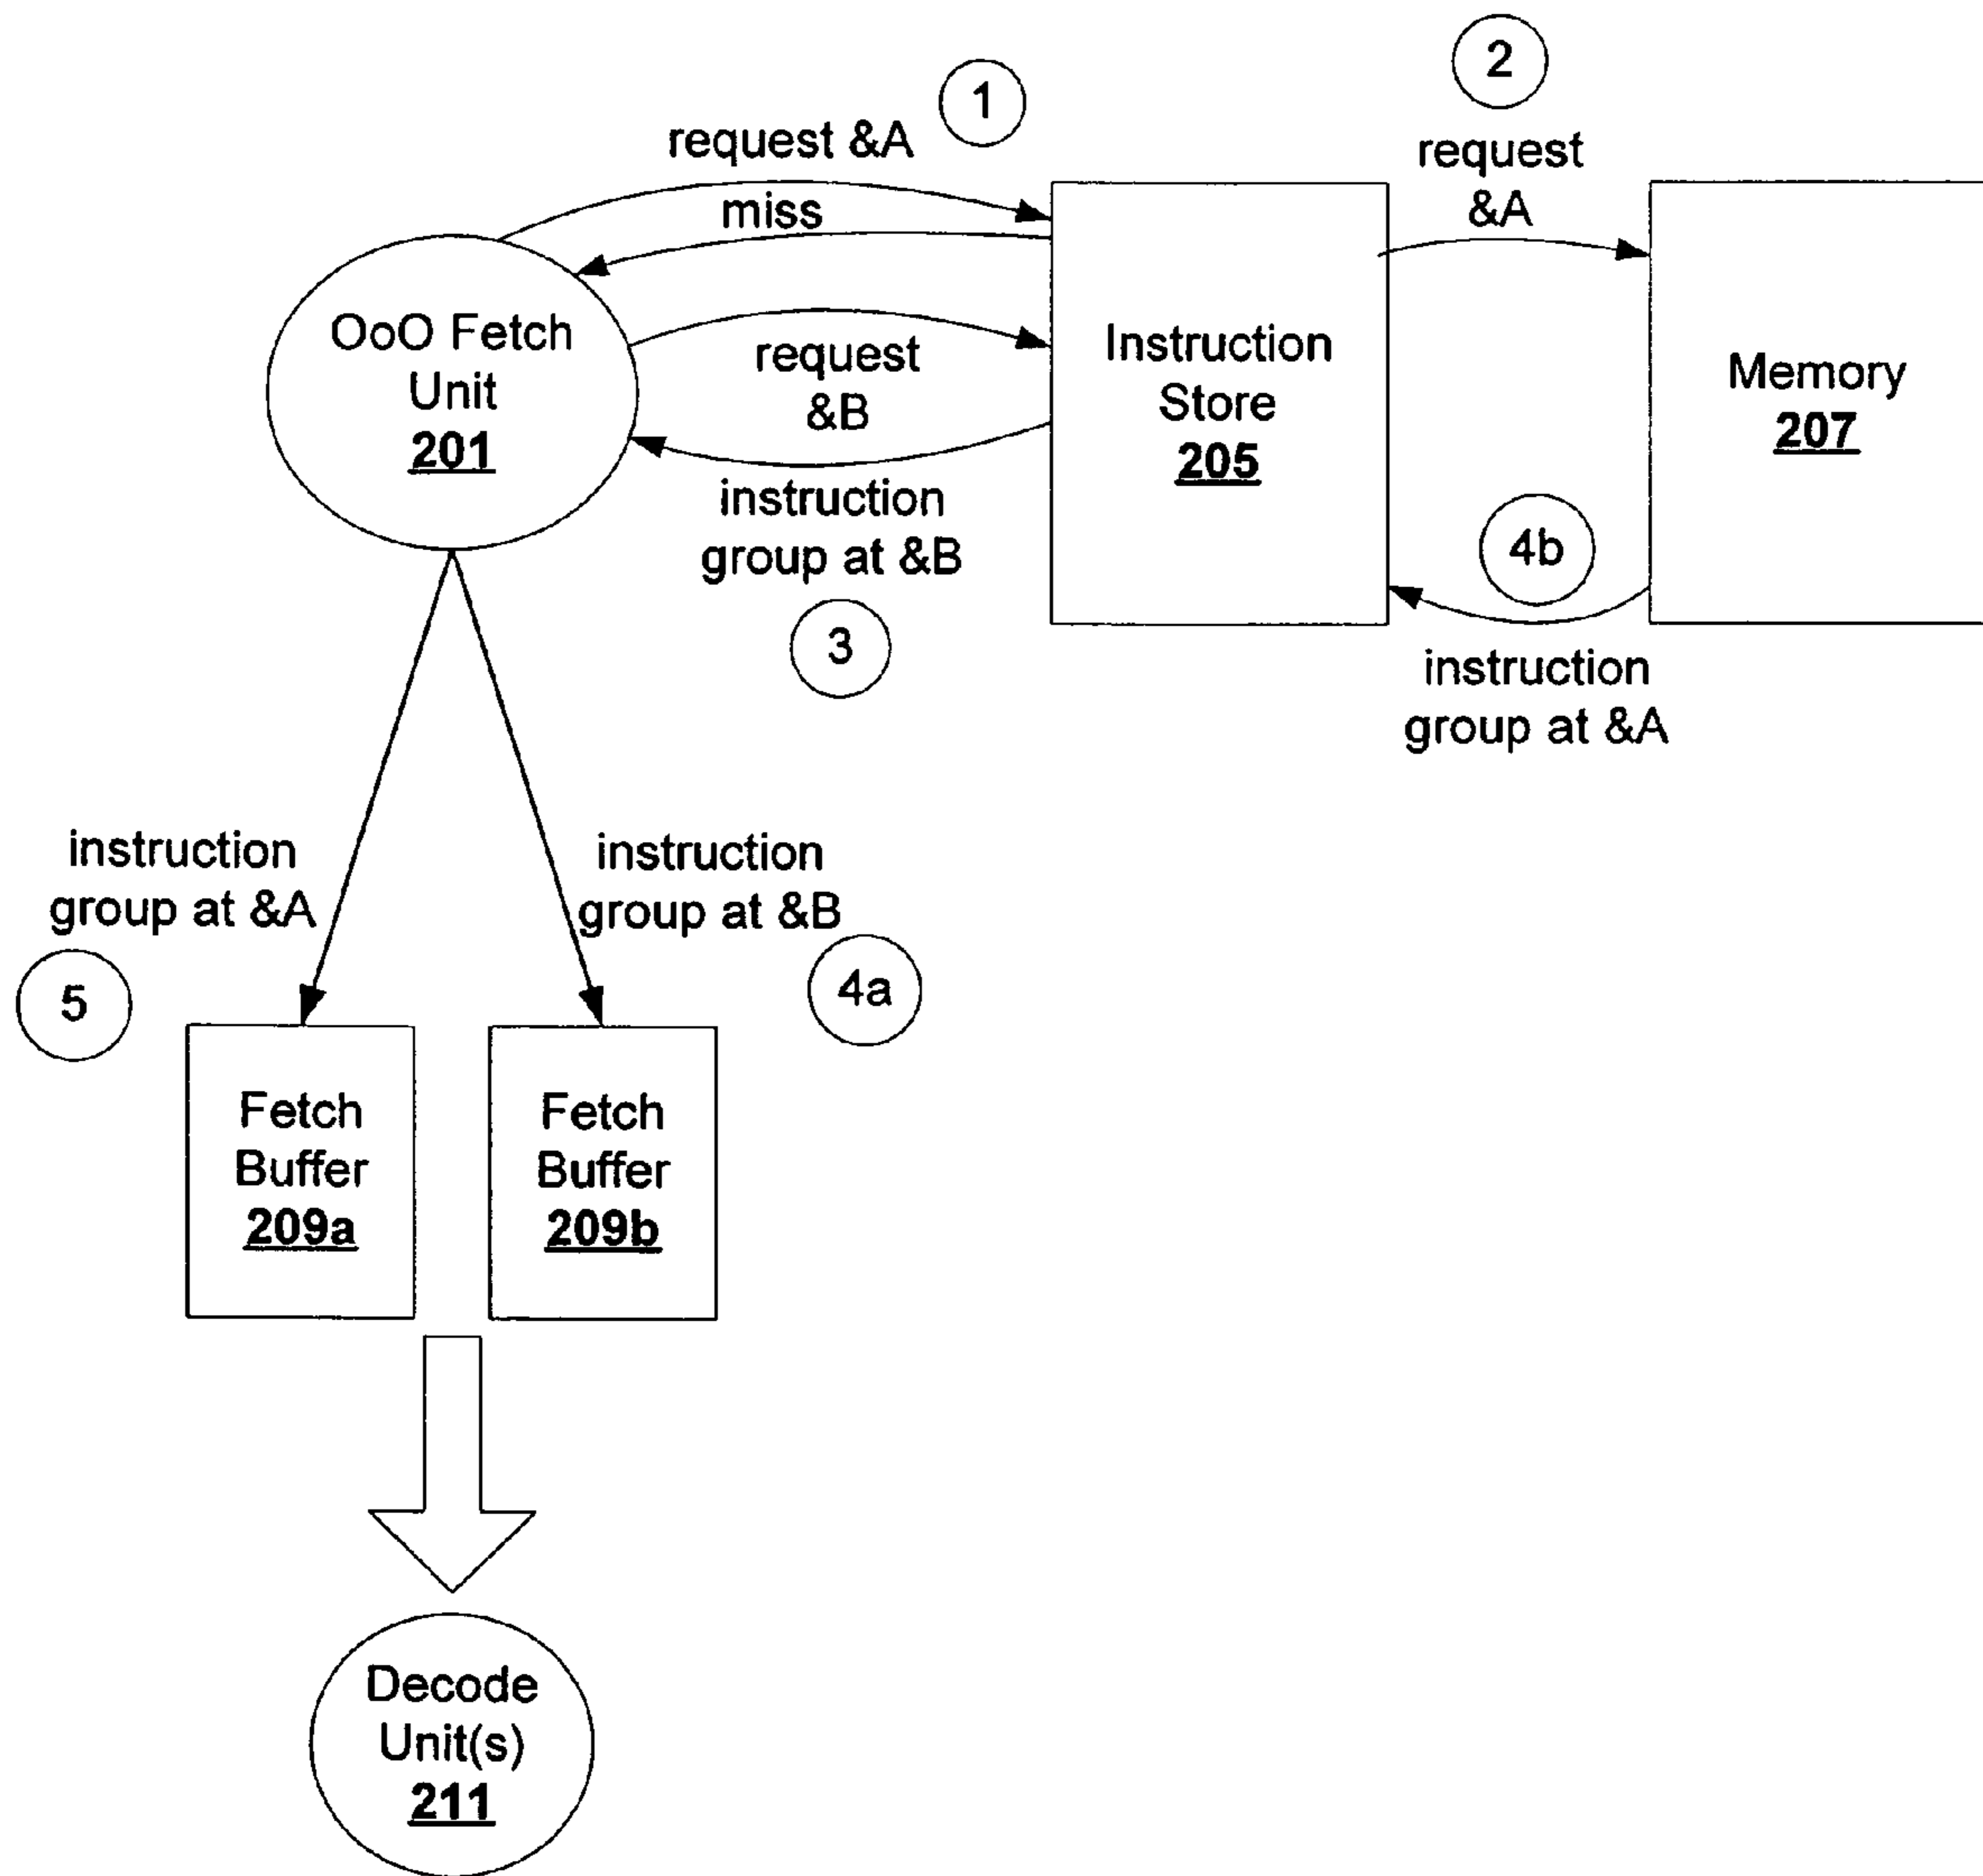 1
request &A
miss
2
request
&A
OoO Fetch
Unit
201
request
&B
instruction
group at &B
3
Instruction
Store
205
Memory
207
4b
instruction
group at &A
instruction
group at &A
5
instruction
group at &B
4a
Fetch
Buffer
209a
Fetch
Buffer
209b
Decode
Unit(s)
211